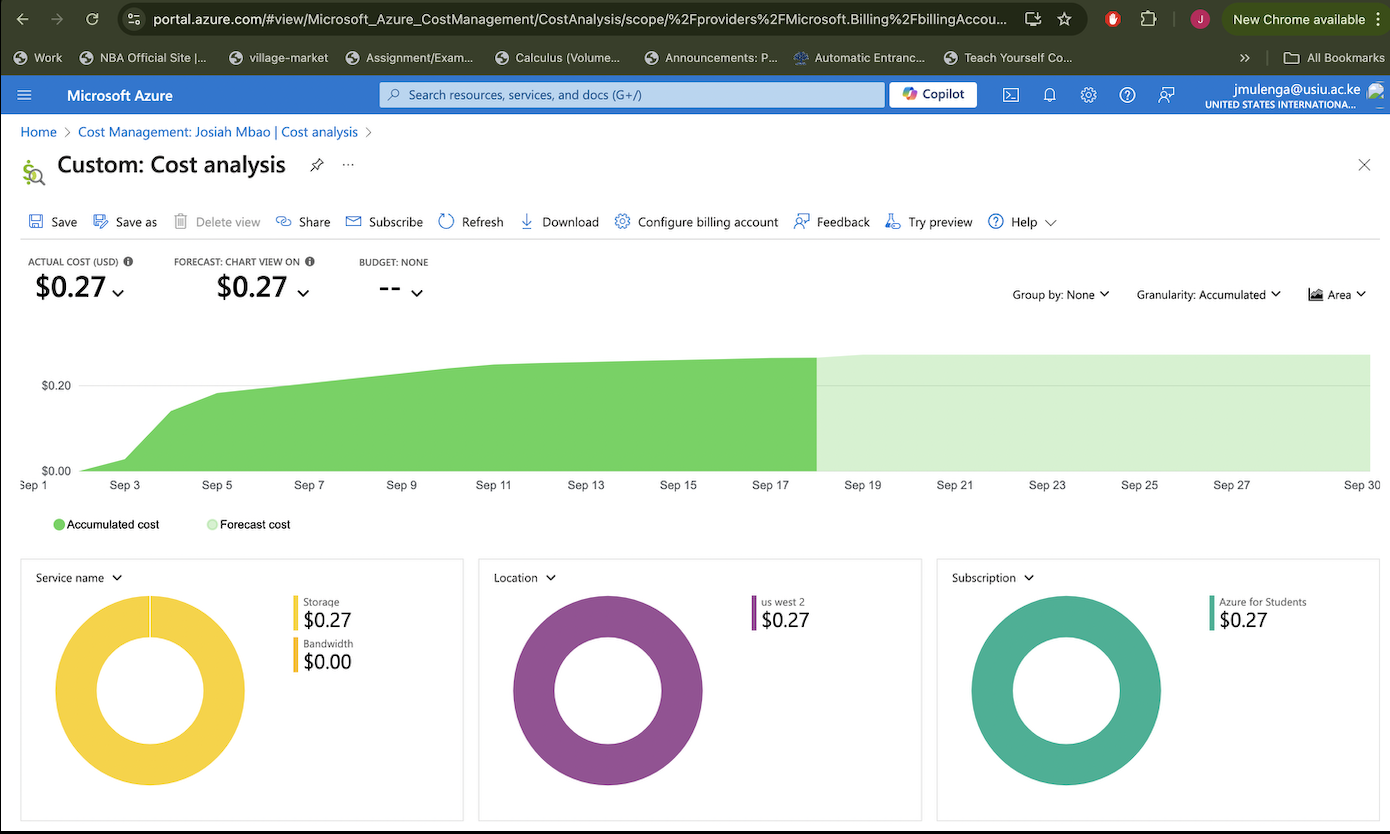 portal.azure.com/#view/Microsoft_Azure_CostManagement/CostAnalysis/scope/%2Fproviders%2FMicrosoft.Billing%2FbillingAccou...
J
New Chrome available
Work
NBA Official Site |...
village-market
Assignment/Exam...
Calculus (Volume...
Announcements: P...
Automatic Entranc...
Teach Yourself Co...
»
All Bookmarks
Microsoft Azure
Search resources, services, and docs (G+/)
Copilot
jmulenga@usiu.ac.ke
UNITED STATES INTERNATIONA...
Home > Cost Management: Josiah Mbao | Cost analysis >
Custom: Cost analysis
...
Save
Save as
Delete view
Share
Subscribe
Refresh
Download
Configure billing account
Feedback
Try preview
Help
ACTUAL COST (USD)
$0.27
FORECAST: CHART VIEW ON
$0.27
BUDGET: NONE
--
Group by: None
Granularity: Accumulated
Area
$0.20
$0.00
Sep 1
Sep 3
Sep 5
Sep 7
Sep 9
Sep 11
Sep 13
Sep 15
Sep 17
Sep 19
Sep 21
Sep 23
Sep 25
Sep 27
Sep 30
Accumulated cost
Forecast cost
Service name
Storage
$0.27
Bandwidth
$0.00
Location
us west 2
$0.27
Subscription
Azure for Students
$0.27